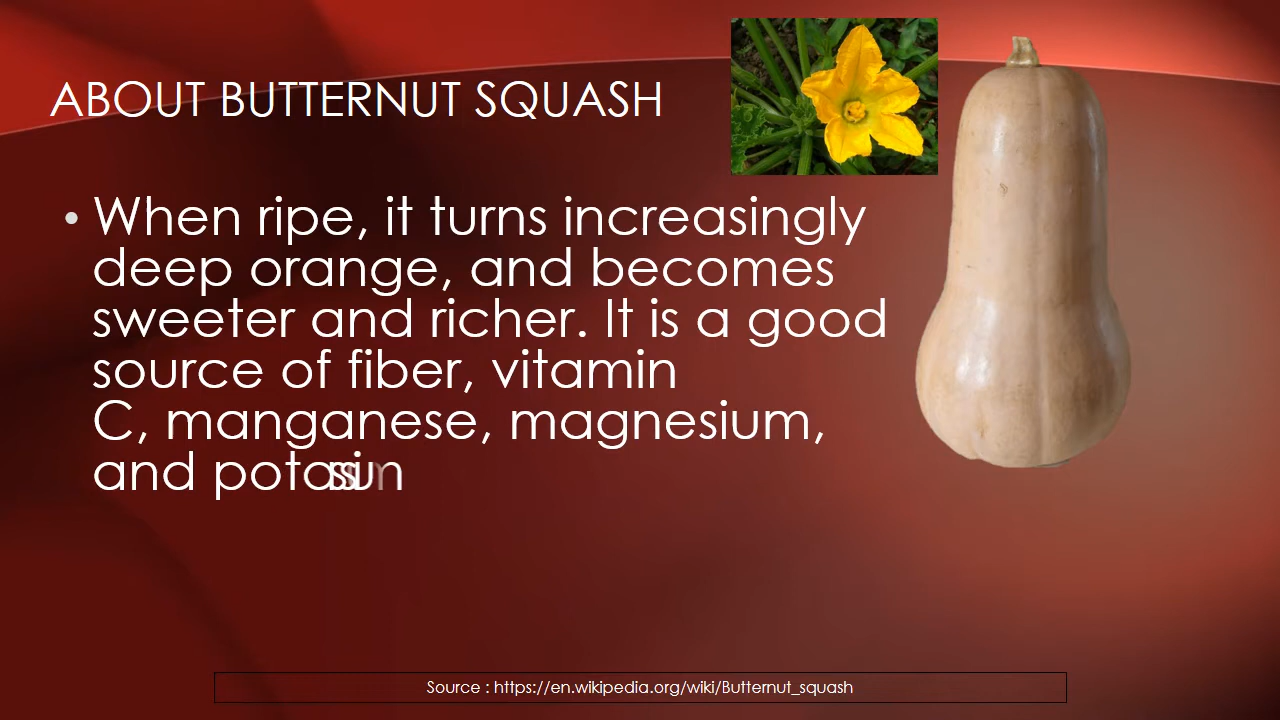 ABOUT BUTTERNUT SQUASH
• When ripe, it turns increasingly
deep orange, and becomes
sweeter and richer. It is a good
source of fiber, vitamin
C, manganese, magnesium,
and
Source : https://en.wikipedia.org/wiki/Butternut_squash